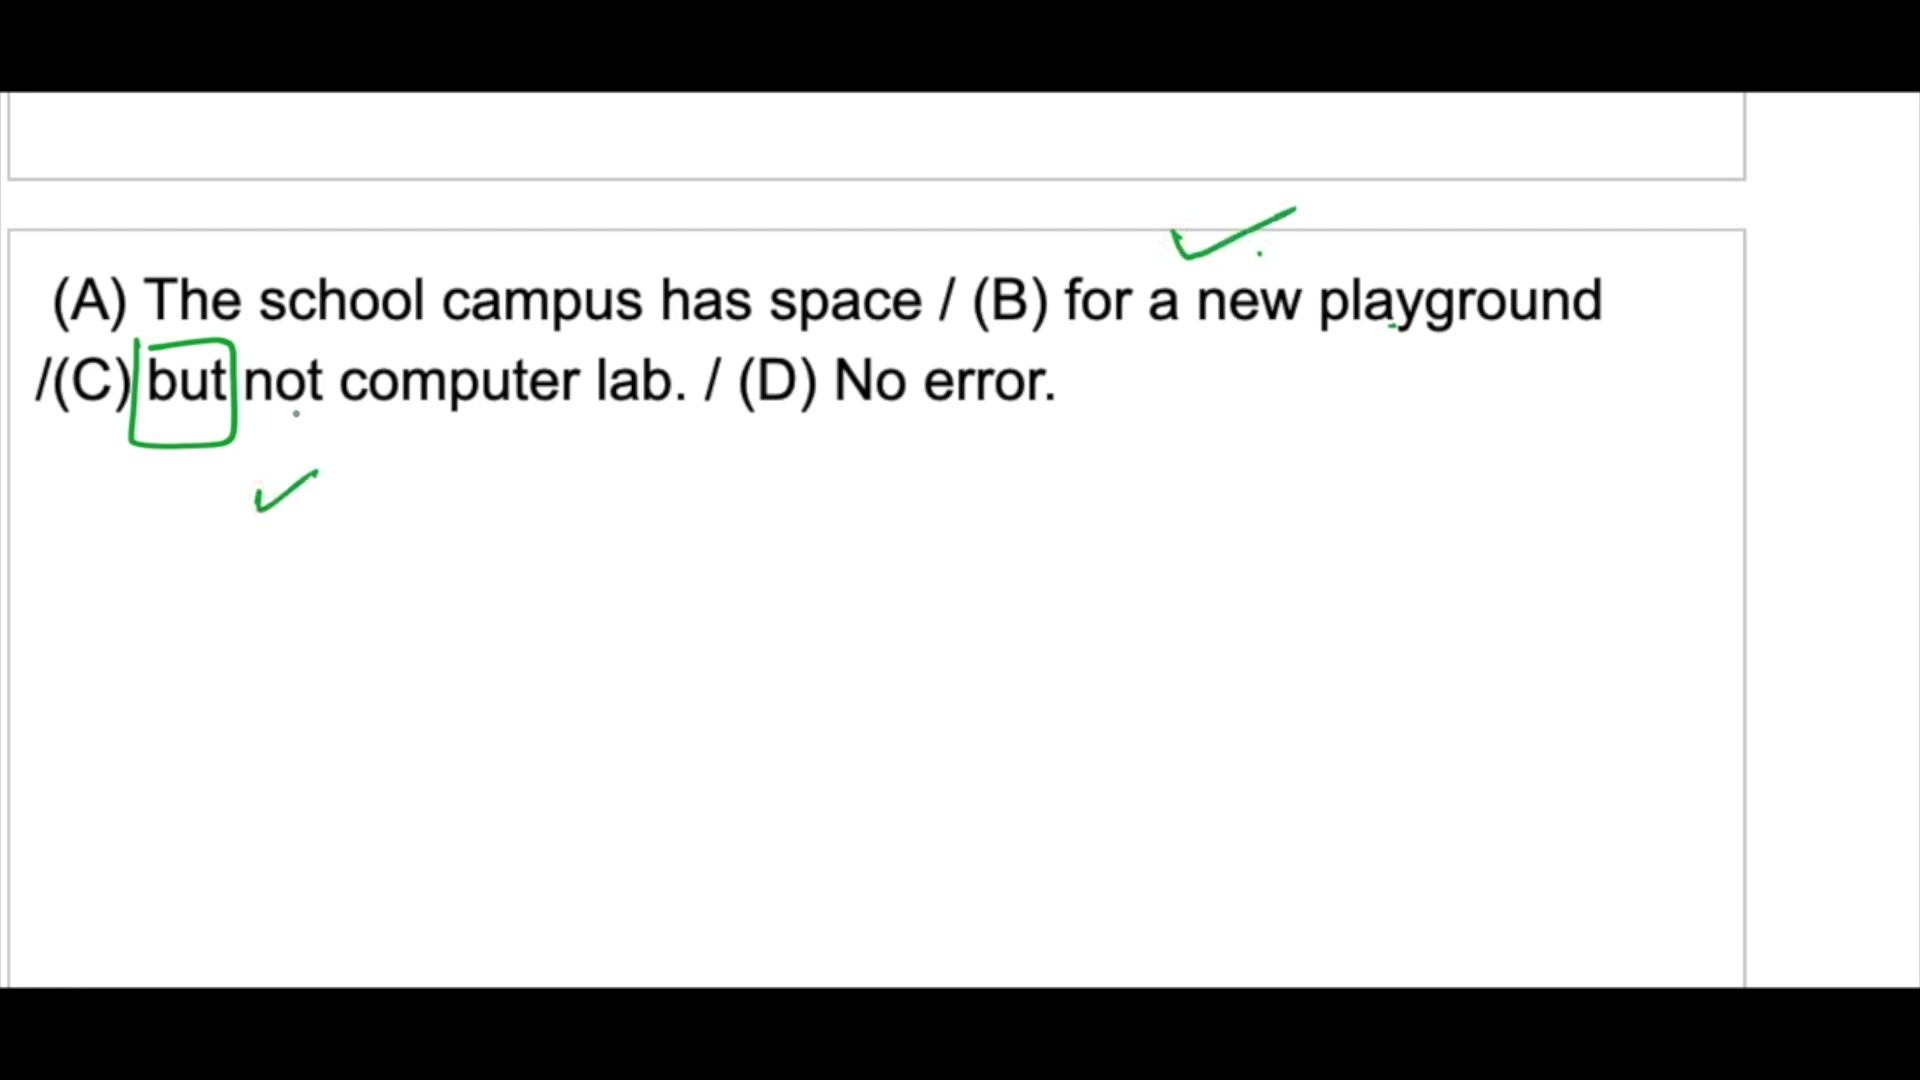 (A) The school campus has space / (B) for a new playground
/(C) but not computer lab. / (D) No error.